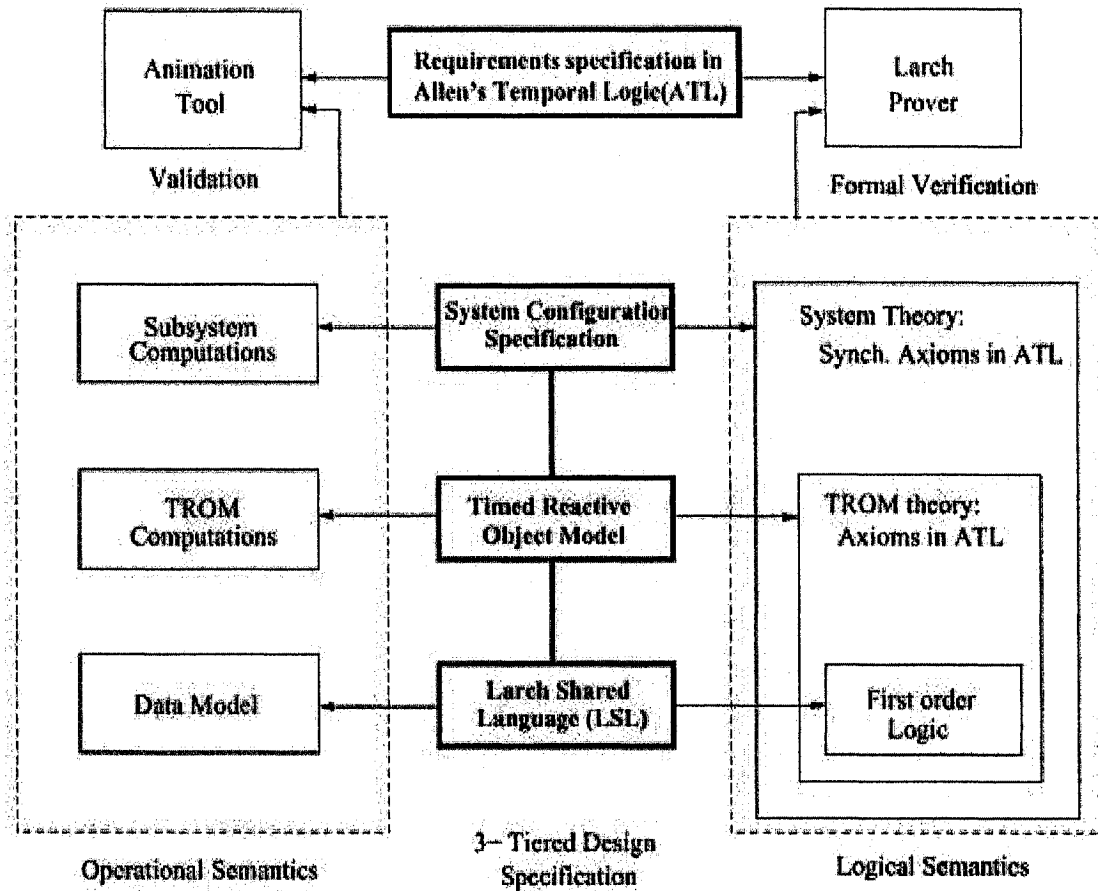 Animation
Tool
Requirements specification in
Allen's Temporal Logic(ATL)
Larch
Prover
Validation
Formal Verification
Subsystem
Computations
System Configuration
Specification
System Theory:
Synch. Axioms in ATL
TROM
Computations
Timed Reactive
Object Model
TROM theory:
Axioms in ATL
Data Model
Larch Shared
Language (LSL)
First order
Logic
Operational Semantics
3- Tiered Design
Specification
Logical Semantics